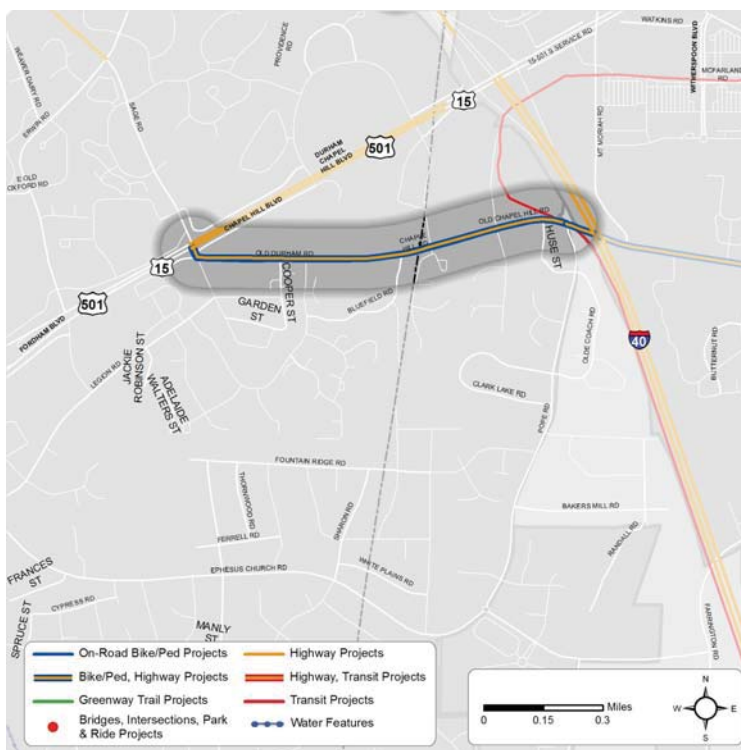 PROVIDENCE
RD
WATKINS RD
WITHERSPOON BLVD
MCFARLAND
RD
WEAVER DAIRY RD
ERWIN RD
SAGE RD
15-501 S SERVICE RD
15
MT MORIAH RD
DURHAM
CHAPEL
HILL BLVD
501
E OLD
OXFORD RD
CHAPEL HILL BLVD
OLD CHAPEL HILL RD
CHAPEL
HILL RD
OLD DURHAM RD
HUSE ST
15
501
FORDHAM BLVD
COOPER ST
GARDEN
ST
BLUEFIELD RD
40
OLDE COACH RD
BUTTERNUT RD
LEGION RD
JACKIE
ROBINSON ST
ADELAIDE
WALTERS ST
CLARK LAKE RD
POPE RD
FOUNTAIN RIDGE RD
THORNWOOD
RD
SHARON RD
BAKERS MILL RD
RANDALL RD
FERRELL RD
EPHESUS CHURCH RD
WHITE PLAINS RD
FRANCES
ST
CYPRESS RD
SPRUCE ST
MANLY
ST
FARRINGTON
RD
On-Road Bike/Ped Projects
Highway Projects
Bike/Ped, Highway Projects
Highway, Transit Projects
Greenway Trail Projects
Transit Projects
Bridges, Intersections, Park
& Ride Projects
Water Features
Miles
0 0.15 0.3
N
W E
S